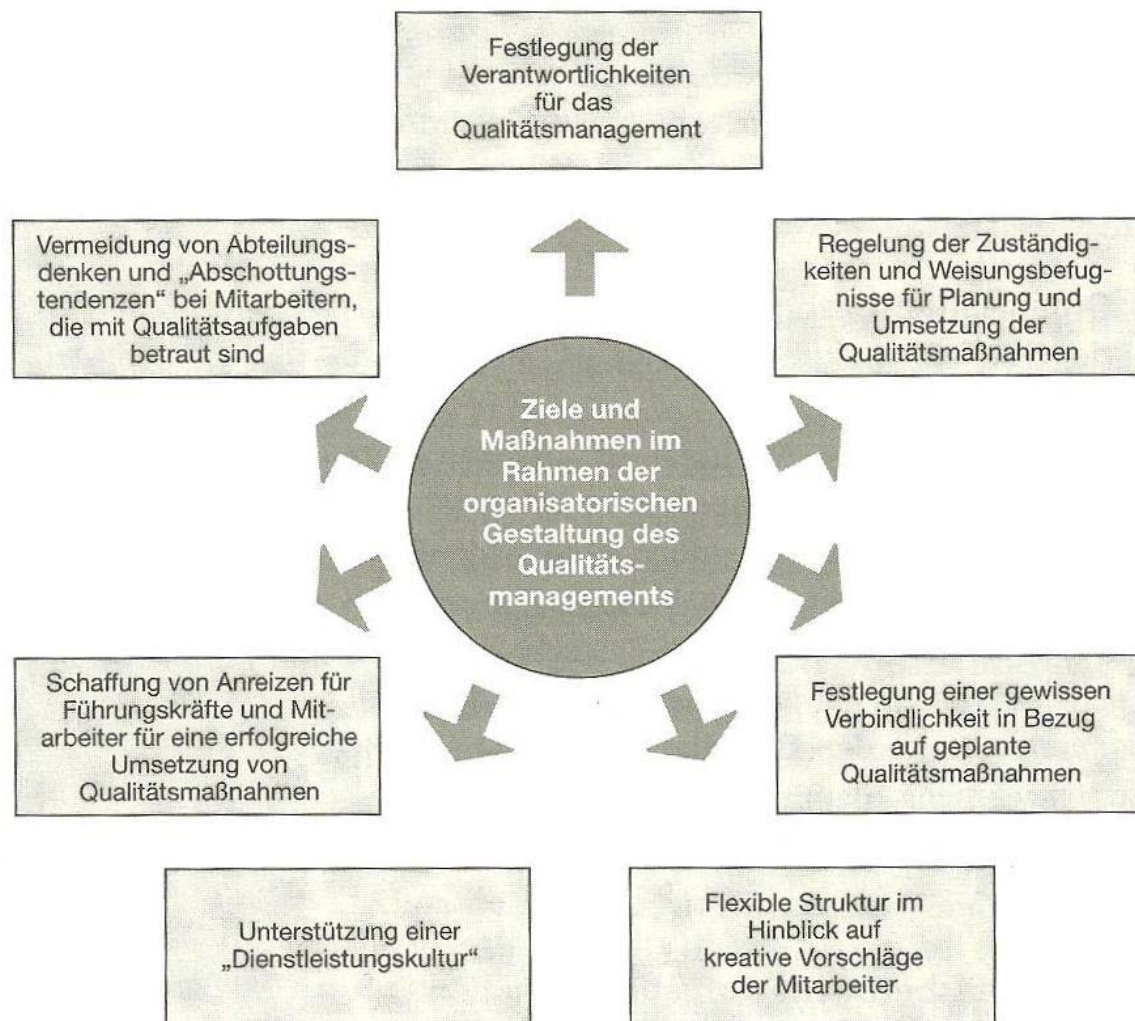 Festlegung der
Verantwortlichkeiten
für das
Qualitätsmanagement
Vermeidung von Abteilungs-
denken und „Abschottungs-
tendenzen“ bei Mitarbeitern,
die mit Qualitätsaufgaben
betraut sind
Regelung der Zuständig-
keiten und Weisungsbefug-
nisse für Planung und
Umsetzung der
Qualitätsmaßnahmen
Ziele und
Maßnahmen im
Rahmen der
organisatorischen
Gestaltung des
Qualitäts-
managements
Schaffung von Anreizen für
Führungskräfte und Mit-
arbeiter für eine erfolgreiche
Umsetzung von
Qualitätsmaßnahmen
Festlegung einer gewissen
Verbindlichkeit in Bezug
auf geplante
Qualitätsmaßnahmen
Unterstützung einer
„Dienstleistungskultur“
Flexible Struktur im
Hinblick auf
kreative Vorschläge
der Mitarbeiter